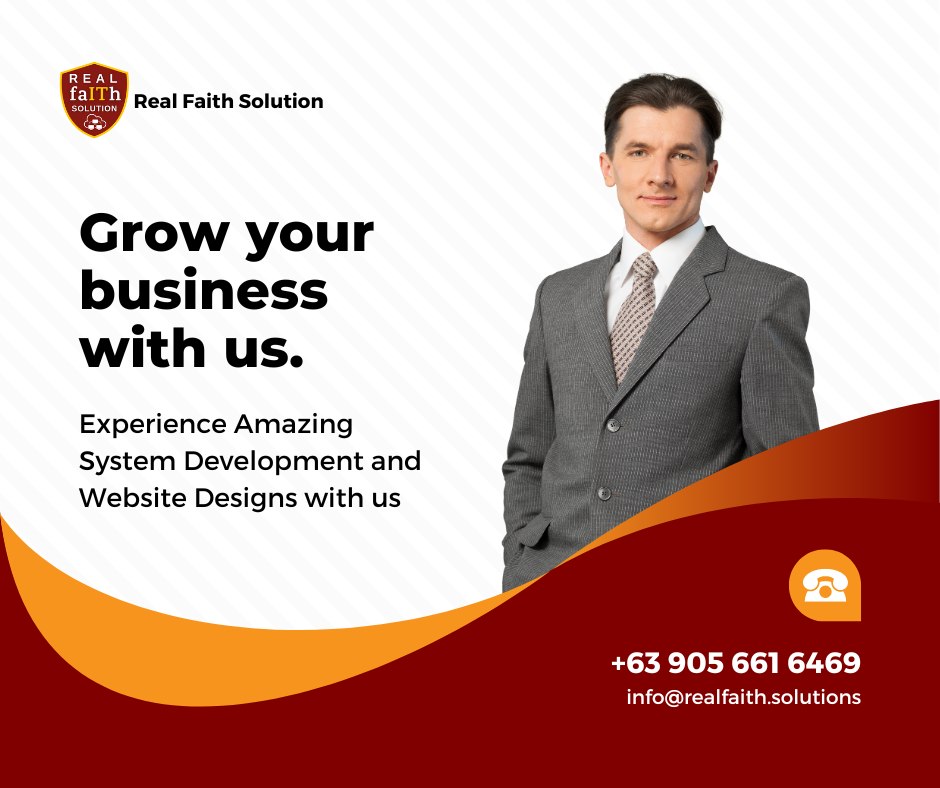 REAL
faITh
SOLUTION
Real Faith Solution
Grow your
business
with us.
Experience Amazing
System Development and
Website Designs with us
+63 905 661 6469
info@realfaith.solutions